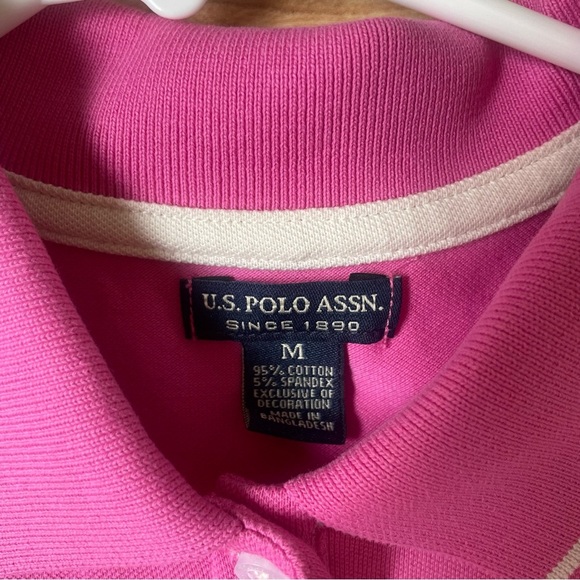 U.S. POLO ASSN.
SINCE 1890
M
95% COTTON
5% SPANDEX
EXCLUSIVE OF
DECORATION
MADE IN
BANGLADESH